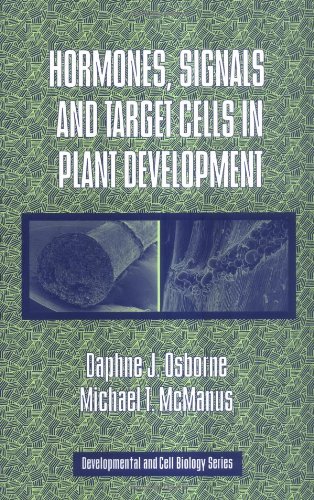 HORMONES, SIGNALS
AND TARGET CELLS IN
PLANT DEVELOPMENT
Daphne J. Osborne
Michael T. McManus
Developmental and Cell Biology Series